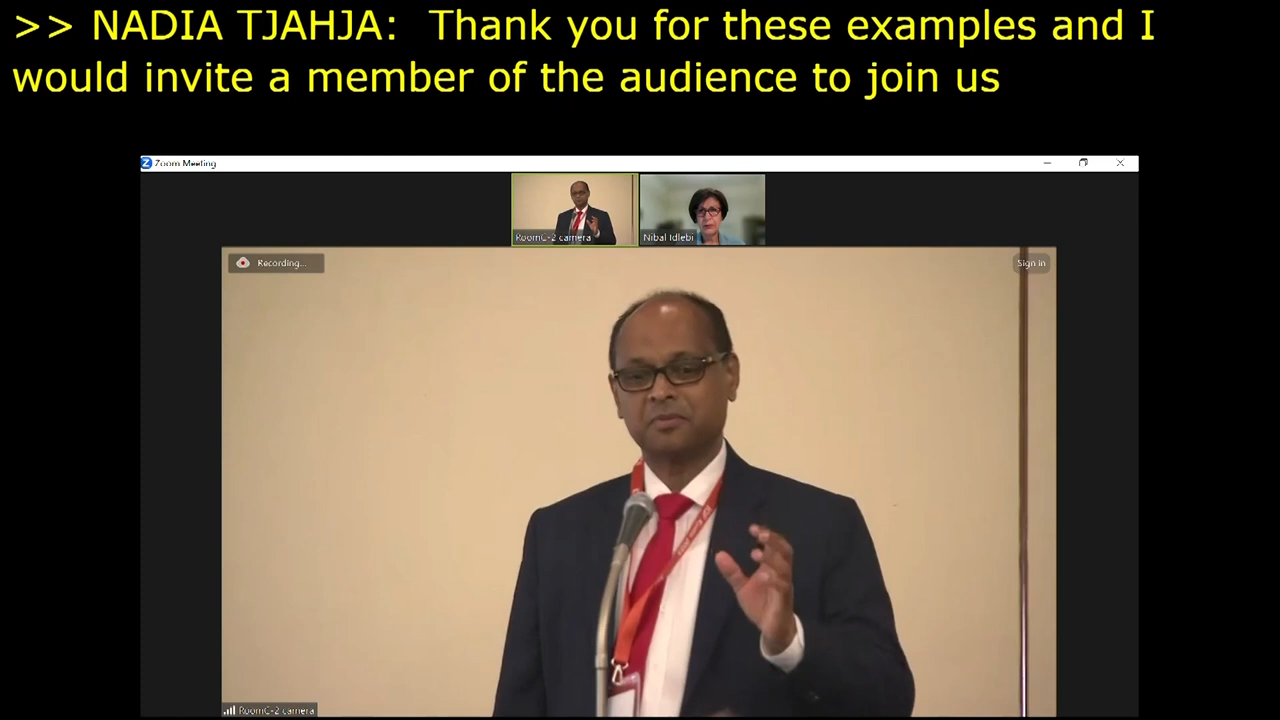 >> NADIA TJAHJA:  Thank you for these examples and I
would invite a member of the audience to join us
Zoom Meeting
RoomC-2 camera
Nibal Idlebi
Recording...
Sign in
RoomC-2 camera